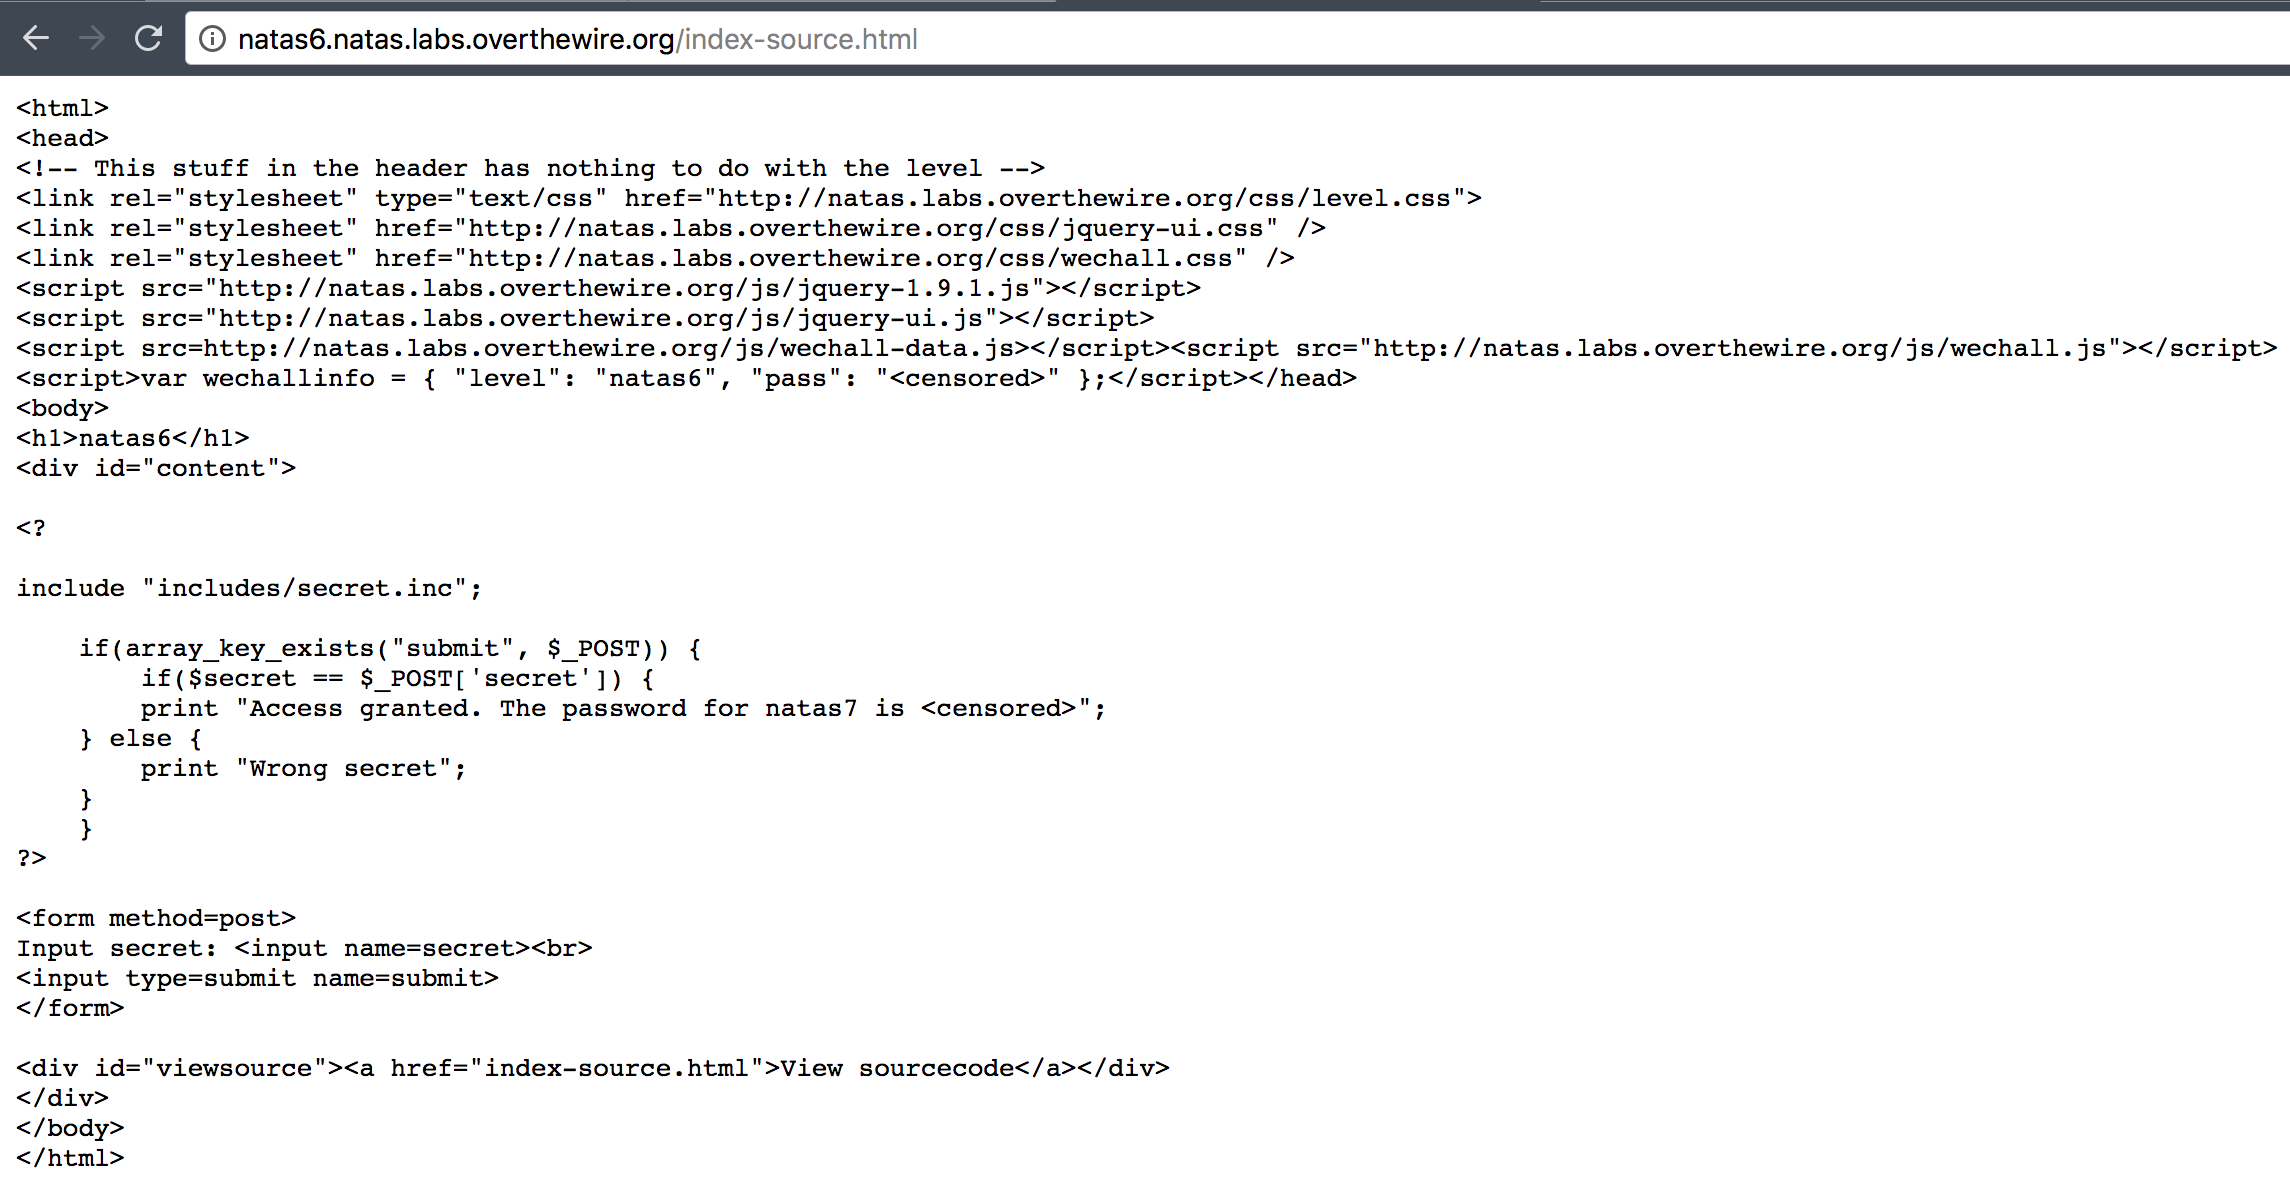 natas6.natas.labs.overthewire.org/index-source.html
<html>
<head>
<!-- This stuff in the header has nothing to do with the level -->
<link rel="stylesheet" type="text/css" href="http://natas.labs.overthewire.org/css/level.css">
<link rel="stylesheet" href="http://natas.labs.overthewire.org/css/jquery-ui.css" />
<link rel="stylesheet" href="http://natas.labs.overthewire.org/css/wechall.css" />
<script src="http://natas.labs.overthewire.org/js/jquery-1.9.1.js"></script>
<script src="http://natas.labs.overthewire.org/js/jquery-ui.js"></script>
<script src=http://natas.labs.overthewire.org/js/wechall-data.js></script><script src="http://natas.labs.overthewire.org/js/wechall.js"></script>
<script>var wechallinfo = { "level": "natas6", "pass": "<censored>" };</script></head>
<body>
<h1>natas6</h1>
<div id="content">

<?

include "includes/secret.inc";

    if(array_key_exists("submit", $_POST)) {
        if($secret == $_POST['secret']) {
        print "Access granted. The password for natas7 is <censored>";
    } else {
        print "Wrong secret";
    }
    }
?>

<form method=post>
Input secret: <input name=secret><br>
<input type=submit name=submit>
</form>

<div id="viewsource"><a href="index-source.html">View sourcecode</a></div>
</div>
</body>
</html>